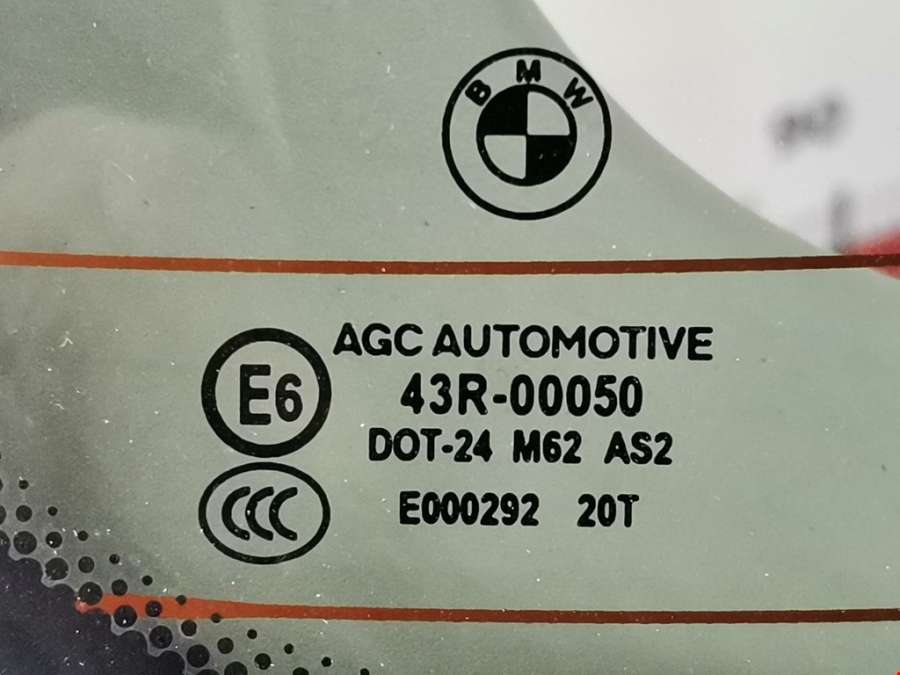 BMW
AGC AUTOMOTIVE
E6
43R-00050
DOT-24 M62 AS2
CCC
E000292 20T